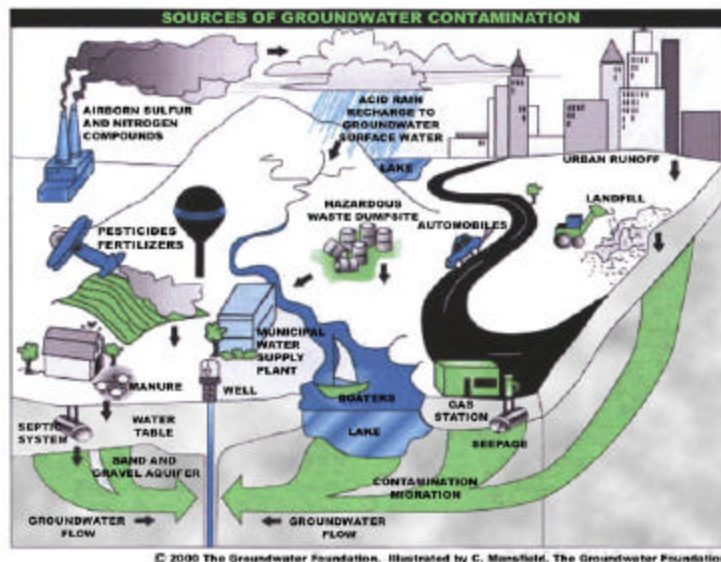 SOURCES OF GROUNDWATER CONTAMINATION
AIRBORN SULFUR
AND NITROGEN
COMPOUNDS
ACID RAIN
RECHARGE TO
GROUNDWATER
SURFACE WATER
LAKE
URBAN RUNOFF
LANDFILL
HAZARDOUS
WASTE DUMPSITE
AUTOMOBILES
PESTICIDES
FERTILIZERS
MUNICIPAL
WATER
SUPPLY
PLANT
MANURE
WELL
BOATERS
GAS
STATION
SEPTIC
SYSTEM
WATER
TABLE
LAKE
SEEPAGE
SAND AND
GRAVEL AQUIFER
CONTAMINATION
MIGRATION
GROUNDWATER
FLOW
GROUNDWATER
FLOW
© 2000 The Groundwater Foundation. Illustrated by C. Mansfield, The Groundwater Foundation